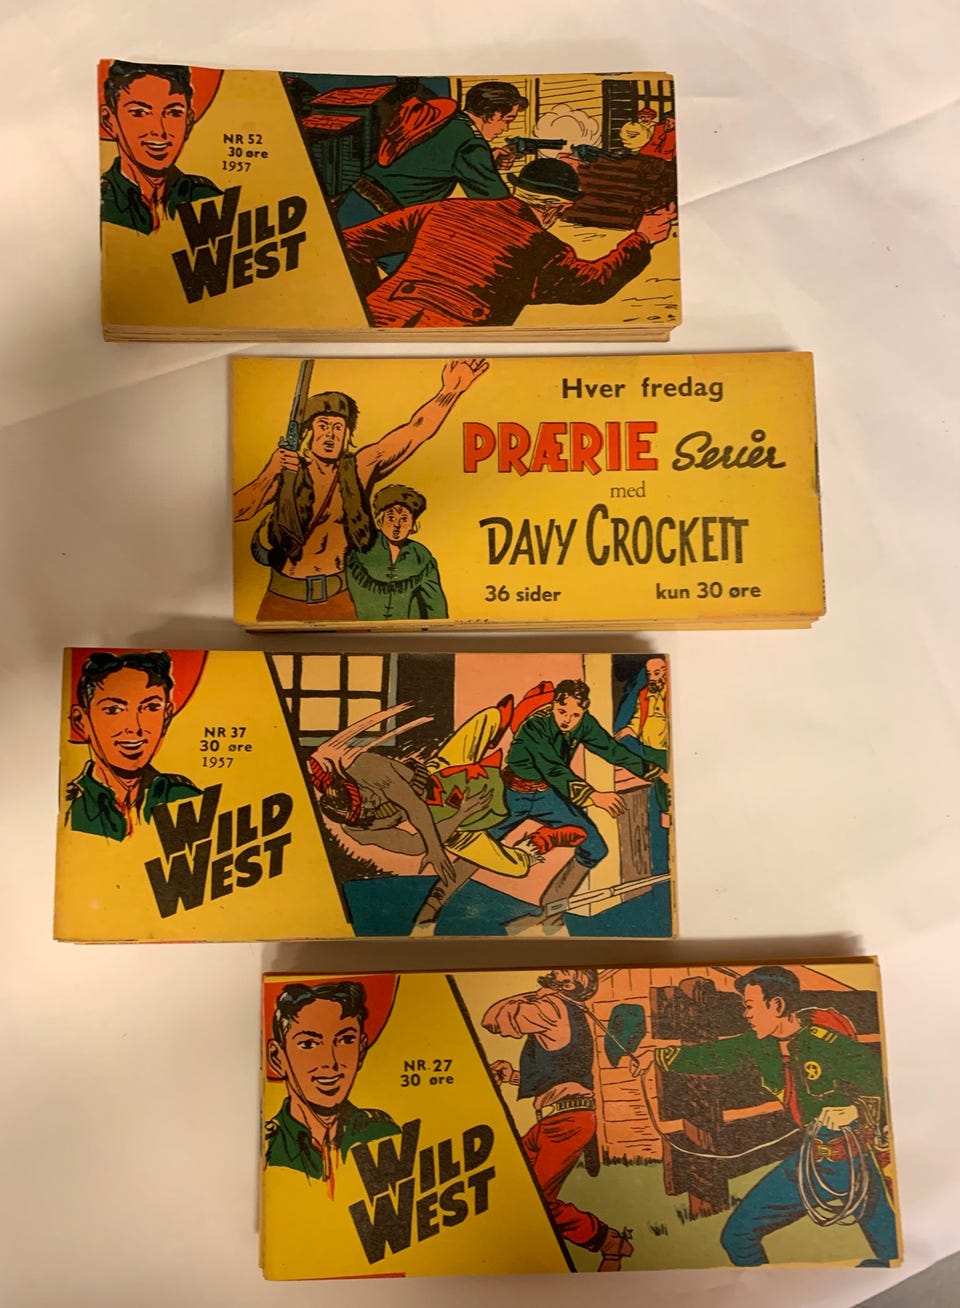 NR 52
30 øre
1957
WILD
WEST
Hver fredag
PRÆRIE Seriėr
med
DAVY CROCKETT
36 sider kun 30 øre
NR 37
30 øre
1957
WILD
WEST
NR. 27
30 øre
WILD
WEST